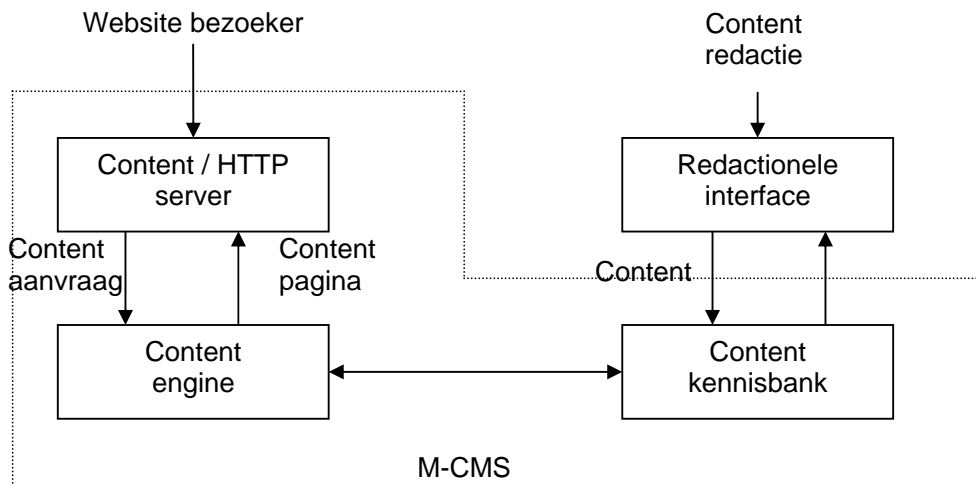 Website bezoeker
Content
redactie
Content / HTTP
server
Redactionele
interface
Content
aanvraag
Content
pagina
Content
Content
engine
Content
kennisbank
M-CMS